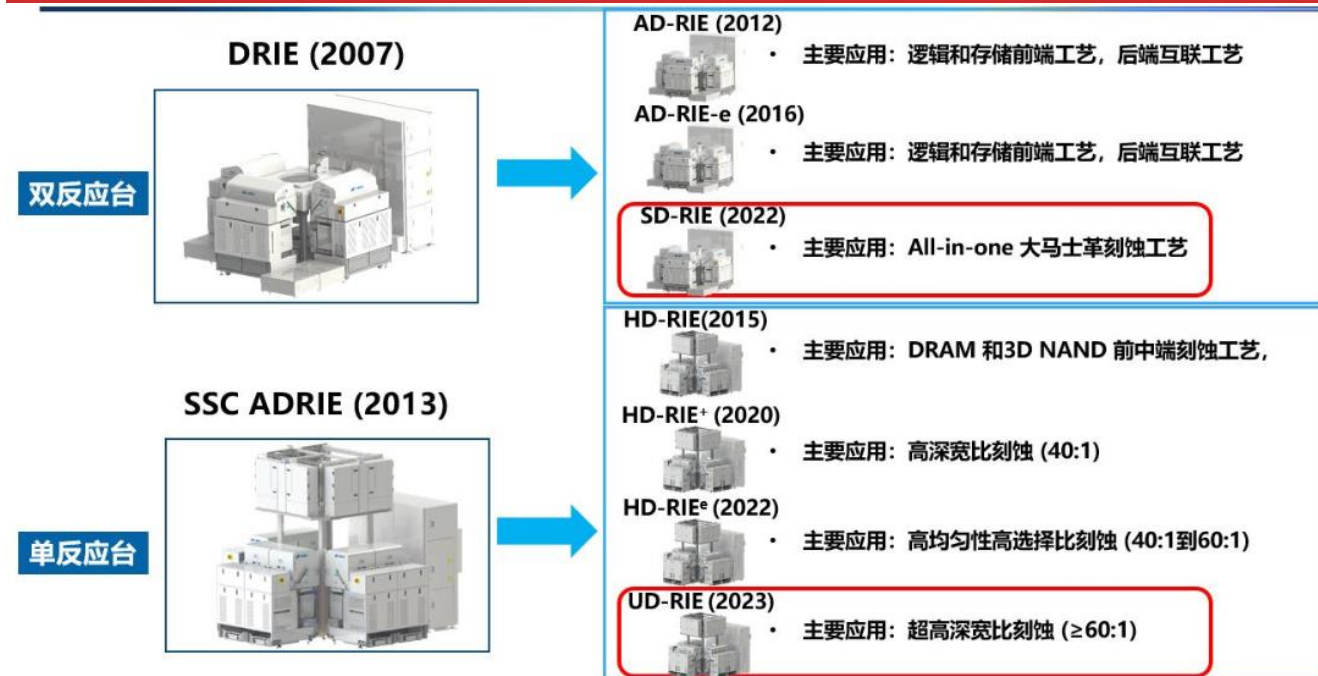 DRIE (2007)
双反应台
AD-RIE (2012)
• 主要应用：逻辑和存储前端工艺，后端互联工艺
AD-RIE-e (2016)
• 主要应用：逻辑和存储前端工艺，后端互联工艺
SD-RIE (2022)
• 主要应用：All-in-one 大马士革刻蚀工艺
SSC ADRIE (2013)
单反应台
HD-RIE(2015)
• 主要应用：DRAM 和3D NAND 前中端刻蚀工艺，
HD-RIE⁺ (2020)
• 主要应用：高深宽比刻蚀 (40:1)
HD-RIEᵉ (2022)
• 主要应用：高均匀性高选择比刻蚀 (40:1到60:1)
UD-RIE (2023)
• 主要应用：超高深宽比刻蚀 (≥60:1)